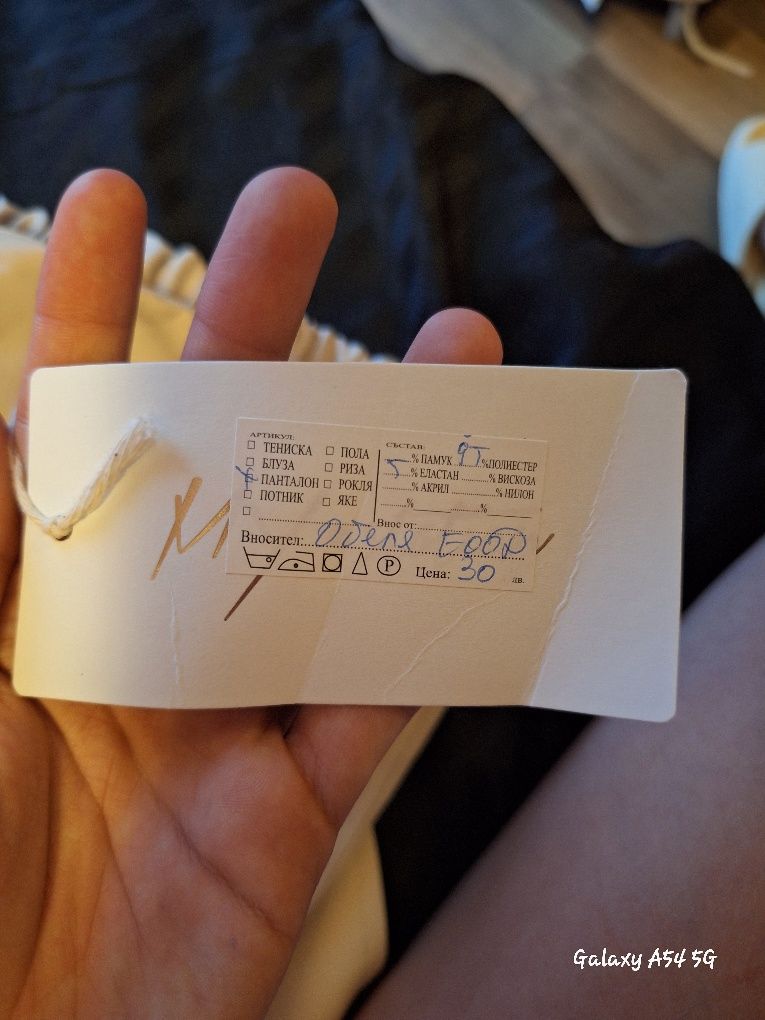 АРТИКУЛ: СЪСТАВ:
ТЕНИСКА ПОЛА
БЛУЗА РИЗА
ПАНТАЛОН РОКЛЯ
ПОТНИК ЯКЕ
......% ПАМУК 95 %ПОЛИЕСТЕР
5 % ЕЛАСТАН ............% ВИСКОЗА
.........% АКРИЛ ............% НИЛОН
.........%..................%............
Внос от:
Вносител: ЕООД
P Цена: 30 лв.
Galaxy A54 5G